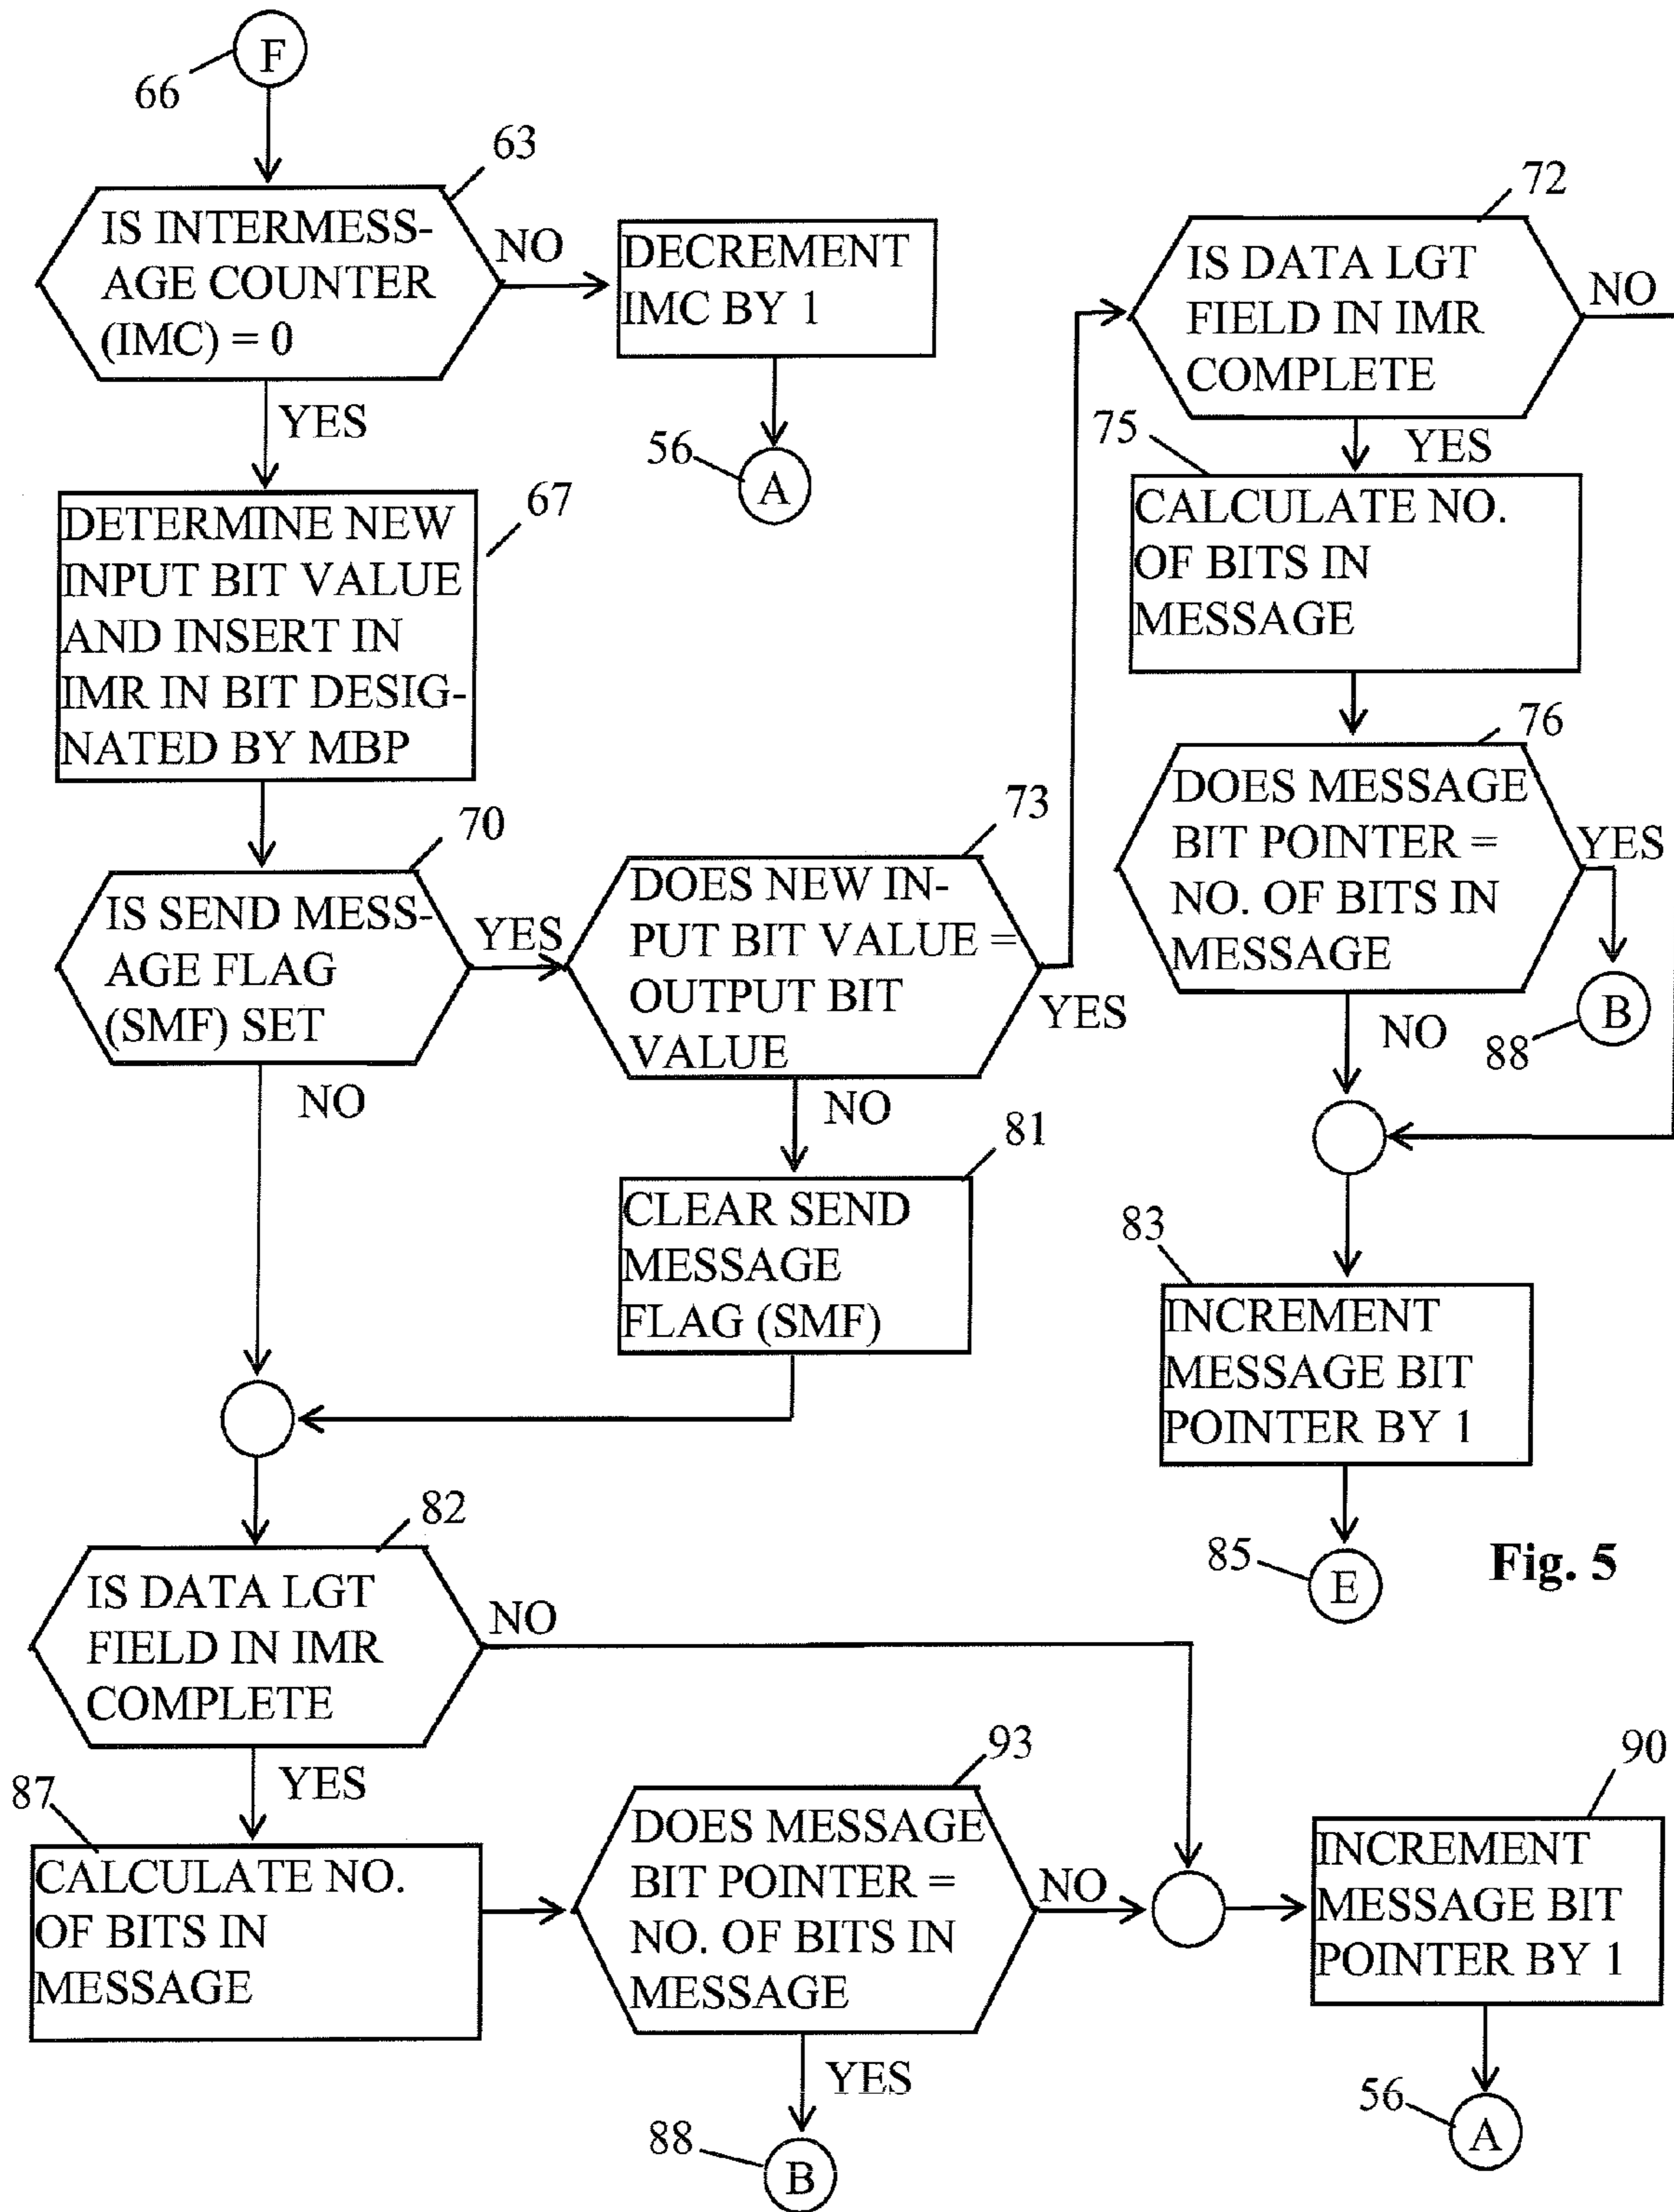 F
66
63
IS INTERMESS-
AGE COUNTER
(IMC) = 0
NO
DECREMENT
IMC BY 1
56
A
YES
DETERMINE NEW
INPUT BIT VALUE
AND INSERT IN
IMR IN BIT DESIG-
NATED BY MBP
67
70
IS SEND MESS-
AGE FLAG
(SMF) SET
YES
NO
73
DOES NEW IN-
PUT BIT VALUE =
OUTPUT BIT
VALUE
YES
NO
81
CLEAR SEND
MESSAGE
FLAG (SMF)
72
IS DATA LGT
FIELD IN IMR
COMPLETE
NO
YES
75
CALCULATE NO.
OF BITS IN
MESSAGE
76
DOES MESSAGE
BIT POINTER =
NO. OF BITS IN
MESSAGE
YES
B
88
NO
83
INCREMENT
MESSAGE BIT
POINTER BY 1
85
E
Fig. 5
82
IS DATA LGT
FIELD IN IMR
COMPLETE
NO
YES
87
CALCULATE NO.
OF BITS IN
MESSAGE
93
DOES MESSAGE
BIT POINTER =
NO. OF BITS IN
MESSAGE
NO
YES
88
B
90
INCREMENT
MESSAGE BIT
POINTER BY 1
56
A